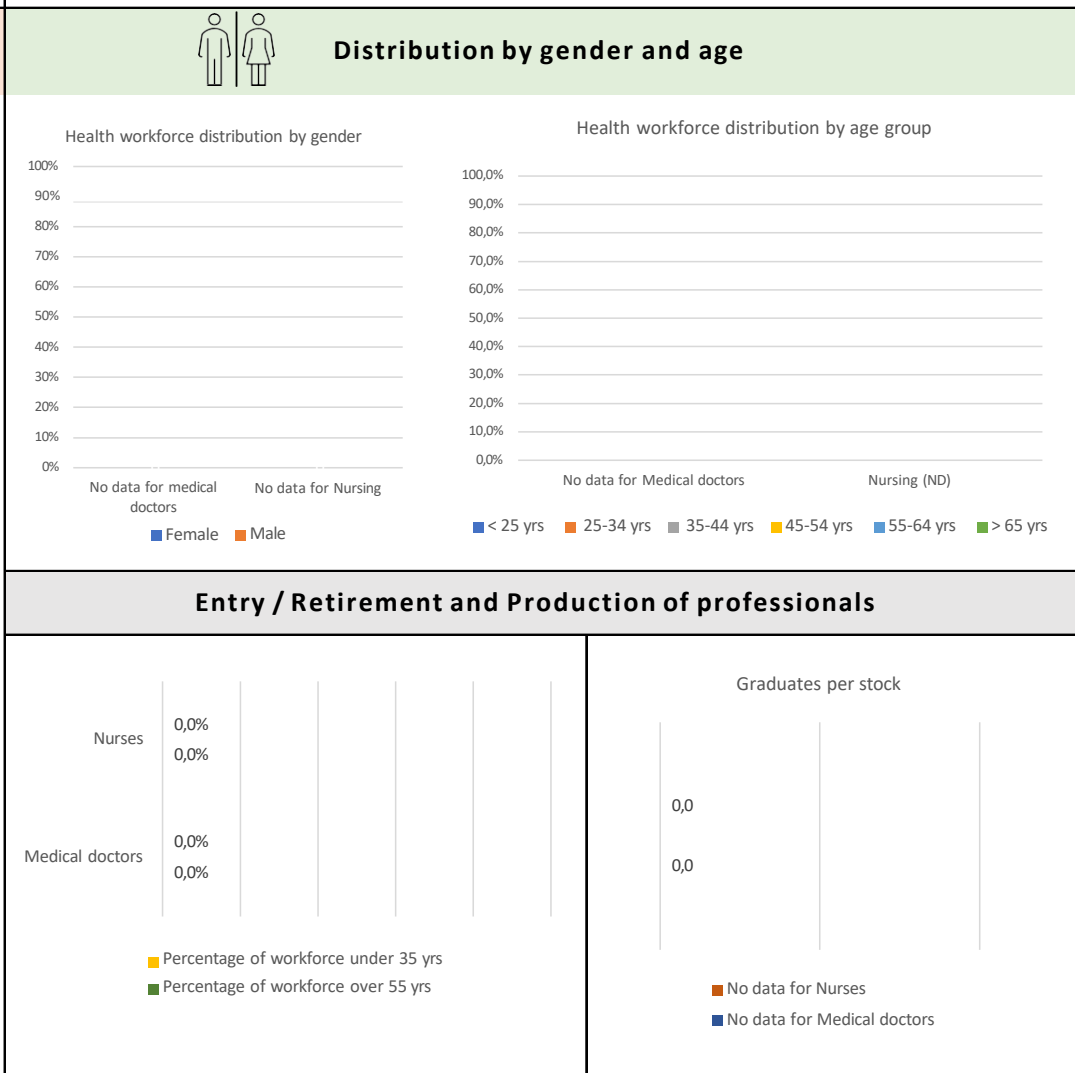 Distribution by gender and age
Health workforce distribution by gender
100%
90%
80%
70%
60%
50%
40%
30%
20%
10%
0%
No data for medical
doctors
No data for Nursing
Female
Male
Health workforce distribution by age group
100,0%
90,0%
80,0%
70,0%
60,0%
50,0%
40,0%
30,0%
20,0%
10,0%
0,0%
No data for Medical doctors
Nursing (ND)
< 25 yrs
25-34 yrs
35-44 yrs
45-54 yrs
55-64 yrs
> 65 yrs
Entry / Retirement and Production of professionals
Nurses
0,0%
0,0%
Medical doctors
0,0%
0,0%
Percentage of workforce under 35 yrs
Percentage of workforce over 55 yrs
Graduates per stock
0,0
0,0
No data for Nurses
No data for Medical doctors